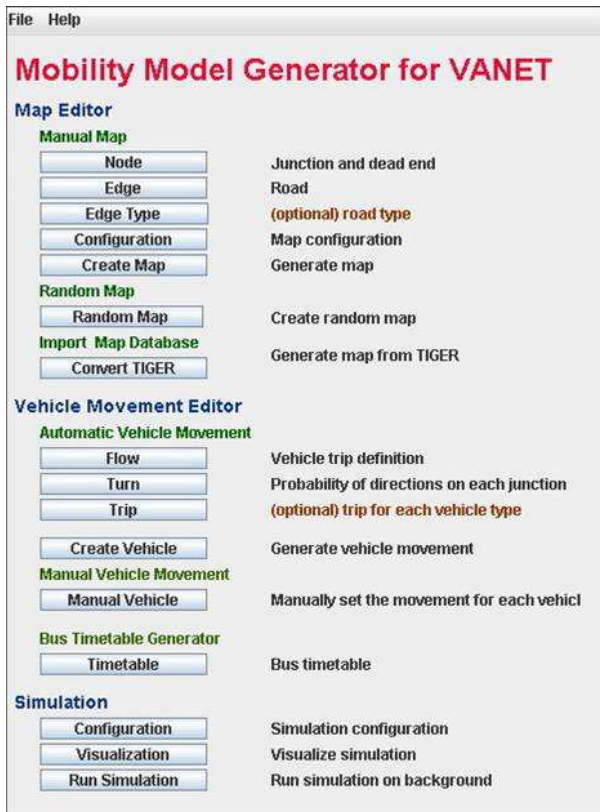 File Help
Mobility Model Generator for VANET
Map Editor
Manual Map
Node Junction and dead end
Edge Road
Edge Type (optional) road type
Configuration Map configuration
Create Map Generate map
Random Map
Random Map Create random map
Import Map Database
Generate map from TIGER
Convert TIGER
Vehicle Movement Editor
Automatic Vehicle Movement
Flow Vehicle trip definition
Turn Probability of directions on each junction
Trip (optional) trip for each vehicle type
Create Vehicle Generate vehicle movement
Manual Vehicle Movement
Manual Vehicle Manually set the movement for each vehicl
Bus Timetable Generator
Timetable Bus timetable
Simulation
Configuration Simulation configuration
Visualization Visualize simulation
Run Simulation Run simulation on background